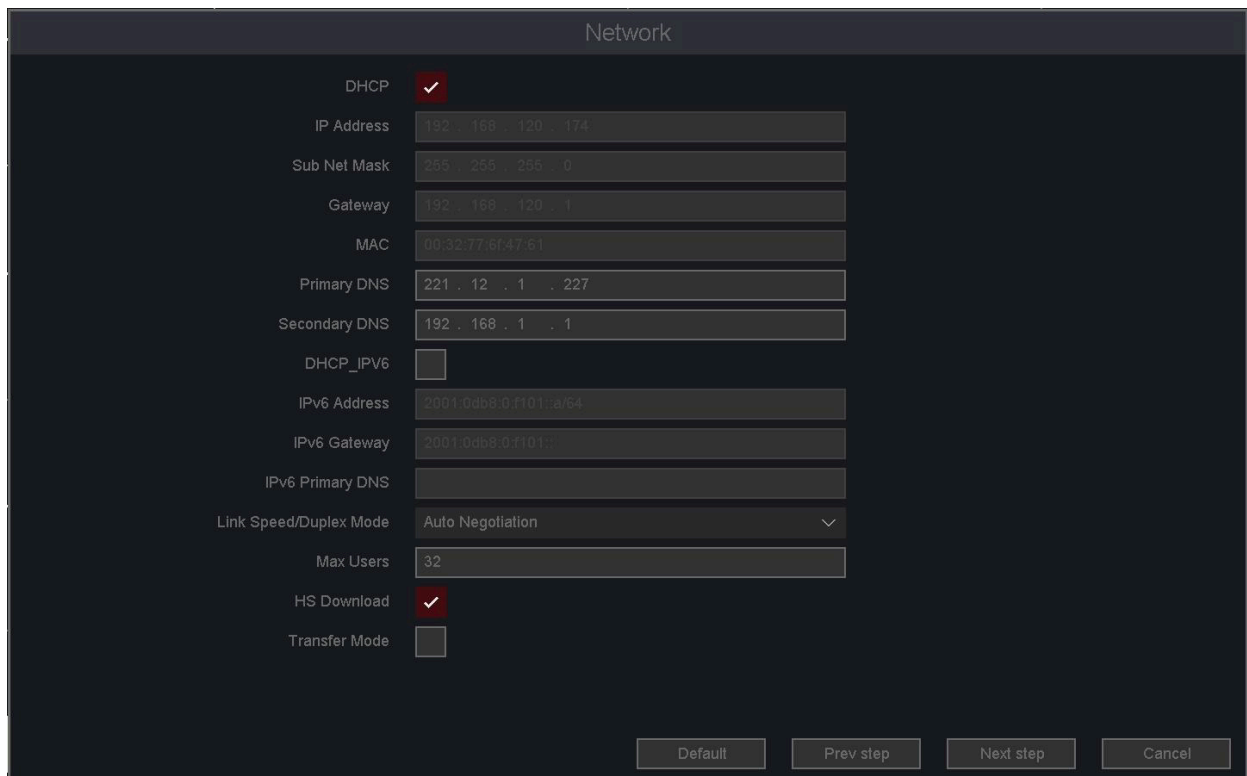 Network
DHCP
IP Address 192 . 168 . 120 . 174
Sub Net Mask 255 . 255 . 255 . 0
Gateway 192 . 168 . 120 . 1
MAC 00:32:77:6f:47:61
Primary DNS 221 . 12 . 1 . 227
Secondary DNS 192 . 168 . 1 . 1
DHCP_IPV6
IPv6 Address 2001:0db8:0:f101::a/64
IPv6 Gateway 2001:0db8:0:f101::
IPv6 Primary DNS
Link Speed/Duplex Mode Auto Negotiation
Max Users 32
HS Download
Transfer Mode
Default Prev step Next step Cancel